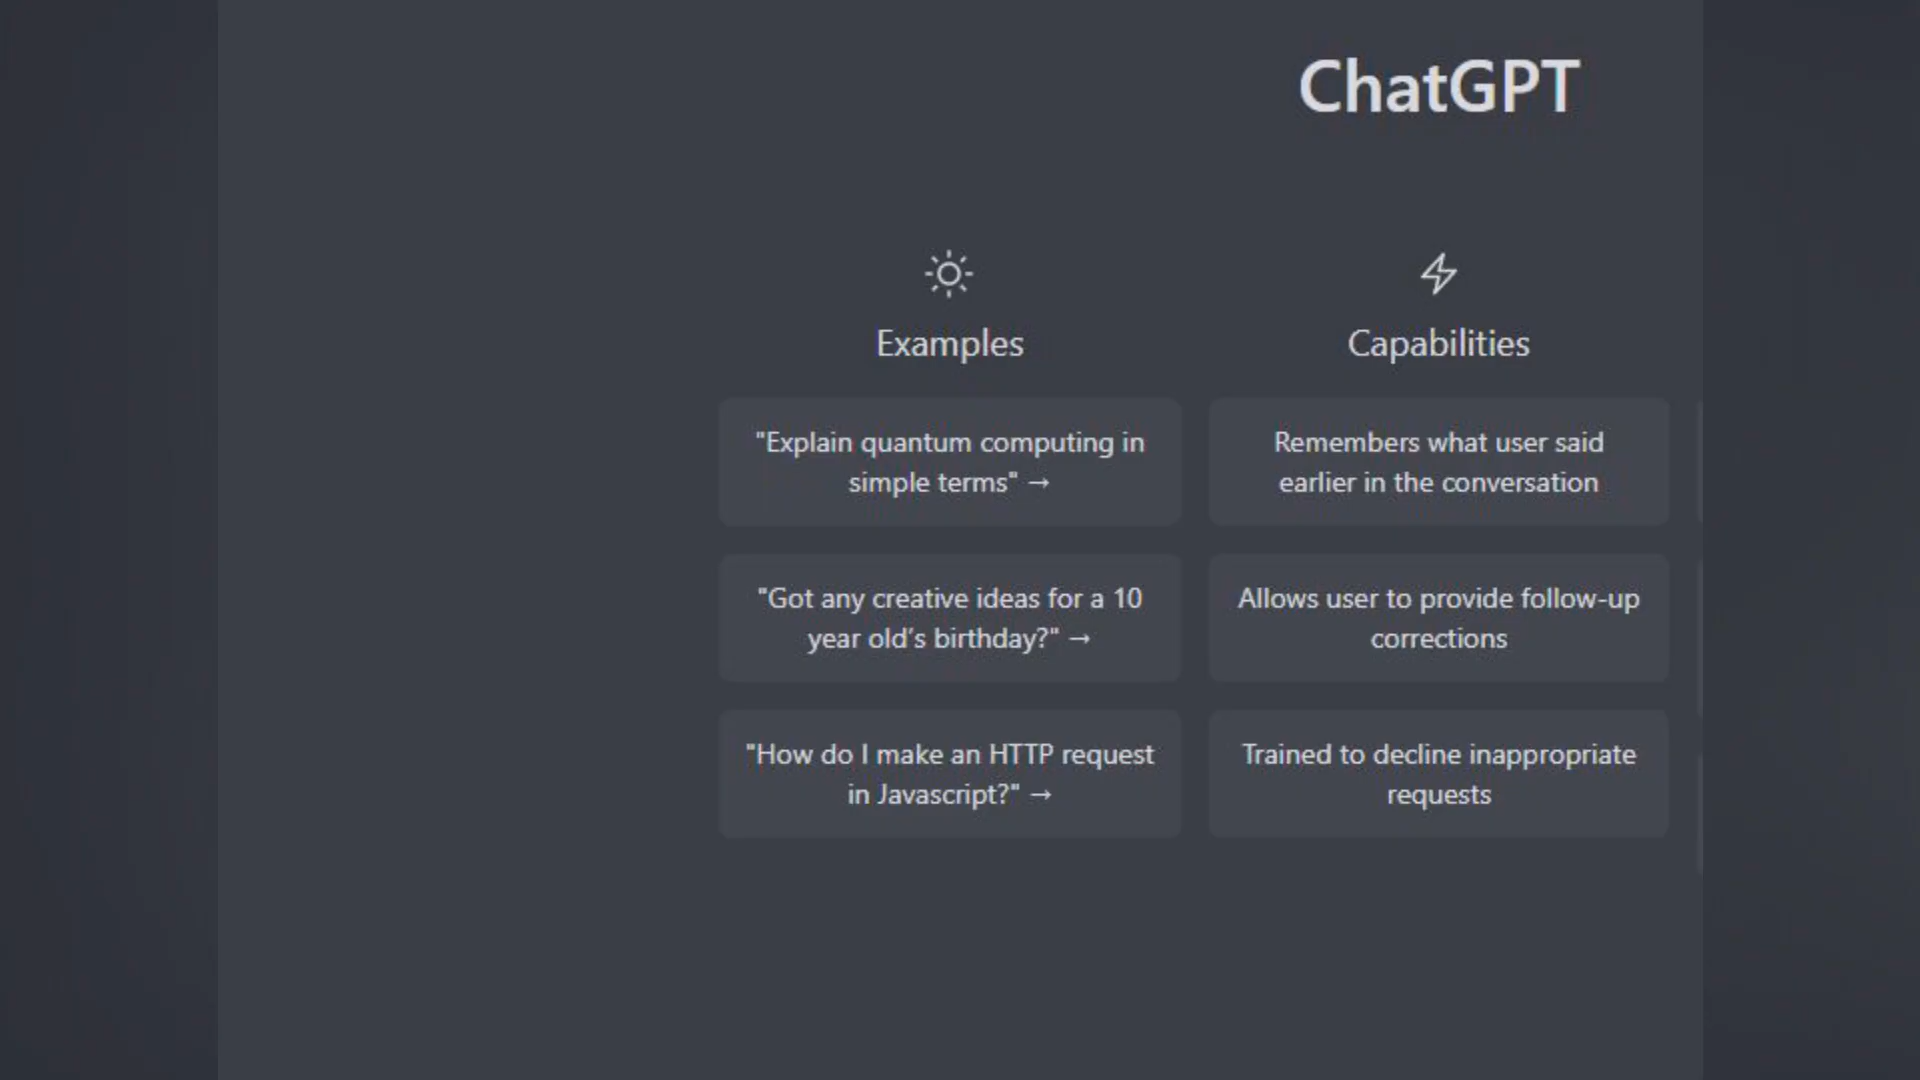 ChatGPT
Examples
"Explain quantum computing in
simple terms" →
"Got any creative ideas for a 10
year old's birthday?" →
"How do I make an HTTP request
in Javascript?" →
Capabilities
Remembers what user said
earlier in the conversation
Allows user to provide follow-up
corrections
Trained to decline inappropriate
requests